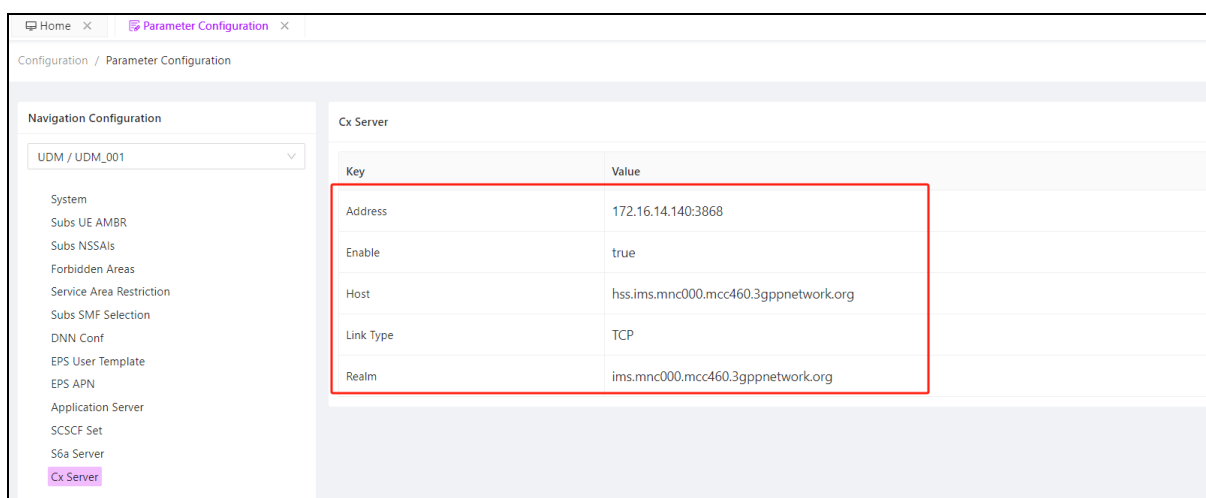 Home
Parameter Configuration
Configuration / Parameter Configuration
Navigation Configuration
UDM / UDM_001
System
Subs UE AMBR
Subs NSSAIs
Forbidden Areas
Service Area Restriction
Subs SMF Selection
DNN Conf
EPS User Template
EPS APN
Application Server
SCSCF Set
S6a Server
Cx Server
Cx Server
Key Value
Address 172.16.14.140:3868
Enable true
Host hss.ims.mnc000.mcc460.3gppnetwork.org
Link Type TCP
Realm ims.mnc000.mcc460.3gppnetwork.org